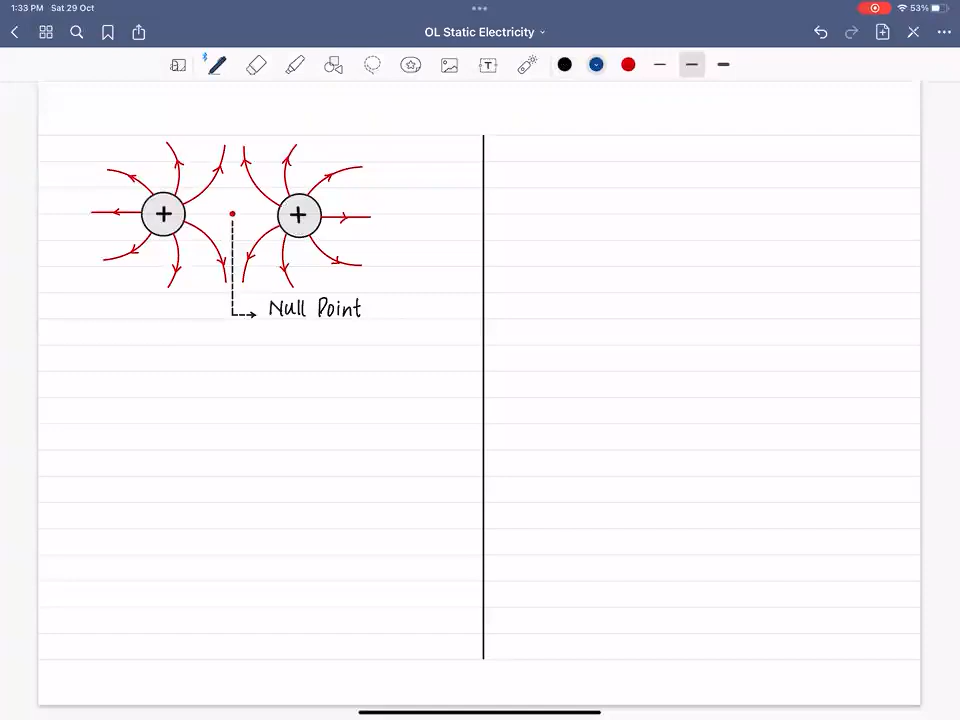 1:33 PM Sat 29 Oct
53%
OL Static Electricity
T
+ +
Null Point